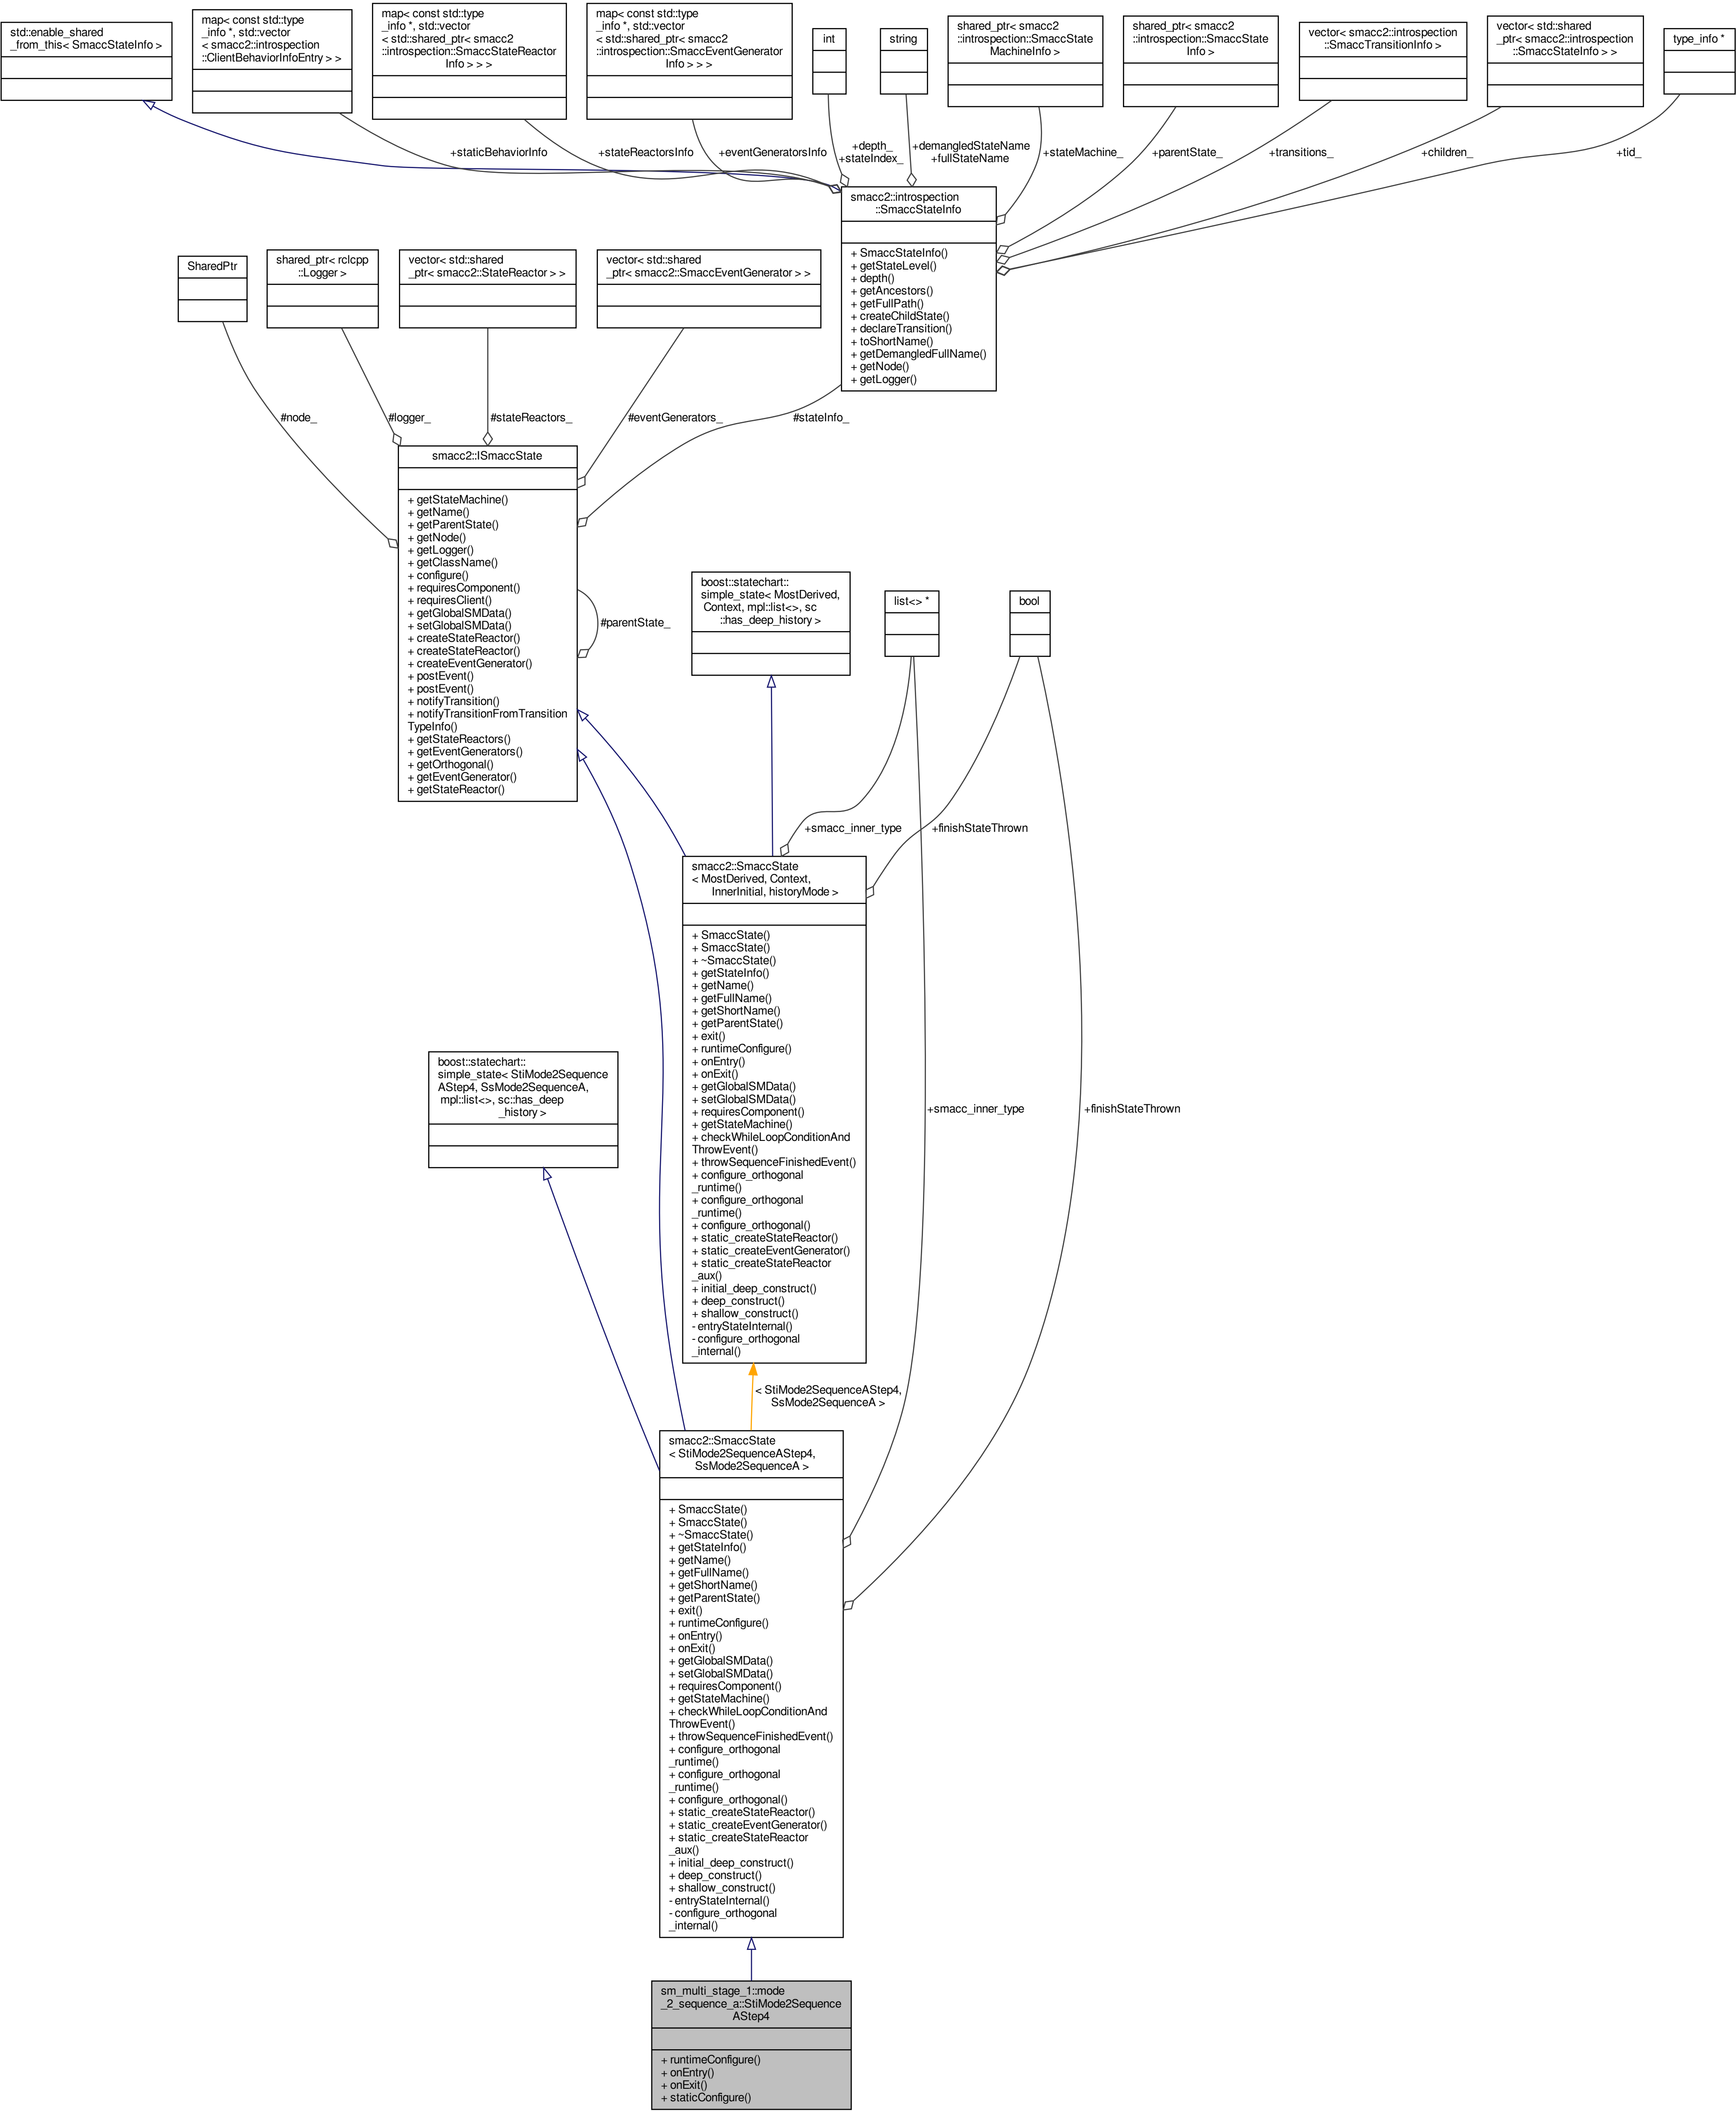 std::enable_shared
_from_this< SmaccStateInfo >
map< const std::type
_info *, std::vector
< smacc2::introspection
::ClientBehaviorInfoEntry > >
map< const std::type
_info *, std::vector
< std::shared_ptr< smacc2
::introspection::SmaccStateReactor
Info > > >
map< const std::type
_info *, std::vector
< std::shared_ptr< smacc2
::introspection::SmaccEventGenerator
Info > > >
int
string
shared_ptr< smacc2
::introspection::SmaccState
MachineInfo >
shared_ptr< smacc2
::introspection::SmaccState
Info >
vector< smacc2::introspection
::SmaccTransitionInfo >
vector< std::shared
_ptr< smacc2::introspection
::SmaccStateInfo > >
type_info *
+staticBehaviorInfo
+stateReactorsInfo
+eventGeneratorsInfo
+depth_
+stateIndex_
+demangledStateName
+fullStateName
+stateMachine_
+parentState_
+transitions_
+children_
+tid_
smacc2::introspection
::SmaccStateInfo
+ SmaccStateInfo()
+ getStateLevel()
+ depth()
+ getAncestors()
+ getFullPath()
+ createChildState()
+ declareTransition()
+ toShortName()
+ getDemangledFullName()
+ getNode()
+ getLogger()
SharedPtr
shared_ptr< rclcpp
::Logger >
vector< std::shared
_ptr< smacc2::StateReactor > >
vector< std::shared
_ptr< smacc2::SmaccEventGenerator > >
#node_
#logger_
#stateReactors_
#eventGenerators_
#stateInfo_
smacc2::ISmaccState
+ getStateMachine()
+ getName()
+ getParentState()
+ getNode()
+ getLogger()
+ getClassName()
+ configure()
+ requiresComponent()
+ requiresClient()
+ getGlobalSMData()
+ setGlobalSMData()
+ createStateReactor()
+ createStateReactor()
+ createEventGenerator()
+ postEvent()
+ postEvent()
+ notifyTransition()
+ notifyTransitionFromTransition
TypeInfo()
+ getStateReactors()
+ getEventGenerators()
+ getOrthogonal()
+ getEventGenerator()
+ getStateReactor()
#parentState_
boost::statechart::
simple_state< MostDerived,
Context, mpl::list<>, sc
::has_deep_history >
list<> *
bool
+smacc_inner_type
+finishStateThrown
smacc2::SmaccState
< MostDerived, Context,
InnerInitial, historyMode >
+ SmaccState()
+ SmaccState()
+ ~SmaccState()
+ getStateInfo()
+ getName()
+ getFullName()
+ getShortName()
+ getParentState()
+ exit()
+ runtimeConfigure()
+ onEntry()
+ onExit()
+ getGlobalSMData()
+ setGlobalSMData()
+ requiresComponent()
+ getStateMachine()
+ checkWhileLoopConditionAnd
ThrowEvent()
+ throwSequenceFinishedEvent()
+ configure_orthogonal
_runtime()
+ configure_orthogonal
_runtime()
+ configure_orthogonal()
+ static_createStateReactor()
+ static_createEventGenerator()
+ static_createStateReactor
_aux()
+ initial_deep_construct()
+ deep_construct()
+ shallow_construct()
- entryStateInternal()
- configure_orthogonal
_internal()
boost::statechart::
simple_state< StiMode2Sequence
AStep4, SsMode2SequenceA,
mpl::list<>, sc::has_deep
_history >
+smacc_inner_type
+finishStateThrown
< StiMode2SequenceAStep4,
SsMode2SequenceA >
smacc2::SmaccState
< StiMode2SequenceAStep4,
SsMode2SequenceA >
+ SmaccState()
+ SmaccState()
+ ~SmaccState()
+ getStateInfo()
+ getName()
+ getFullName()
+ getShortName()
+ getParentState()
+ exit()
+ runtimeConfigure()
+ onEntry()
+ onExit()
+ getGlobalSMData()
+ setGlobalSMData()
+ requiresComponent()
+ getStateMachine()
+ checkWhileLoopConditionAnd
ThrowEvent()
+ throwSequenceFinishedEvent()
+ configure_orthogonal
_runtime()
+ configure_orthogonal
_runtime()
+ configure_orthogonal()
+ static_createStateReactor()
+ static_createEventGenerator()
+ static_createStateReactor
_aux()
+ initial_deep_construct()
+ deep_construct()
+ shallow_construct()
- entryStateInternal()
- configure_orthogonal
_internal()
sm_multi_stage_1::mode
_2_sequence_a::StiMode2Sequence
AStep4
+ runtimeConfigure()
+ onEntry()
+ onExit()
+ staticConfigure()